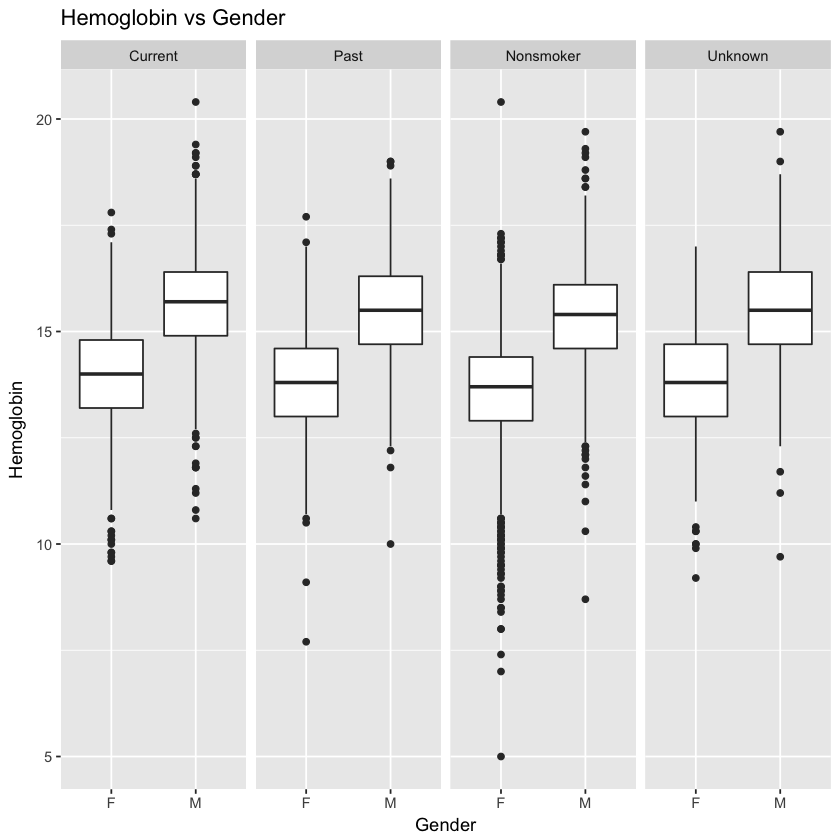 Hemoglobin vs Gender
Current Past Nonsmoker Unknown
20
15
10
5
Hemoglobin
F M F M F M F M
Gender